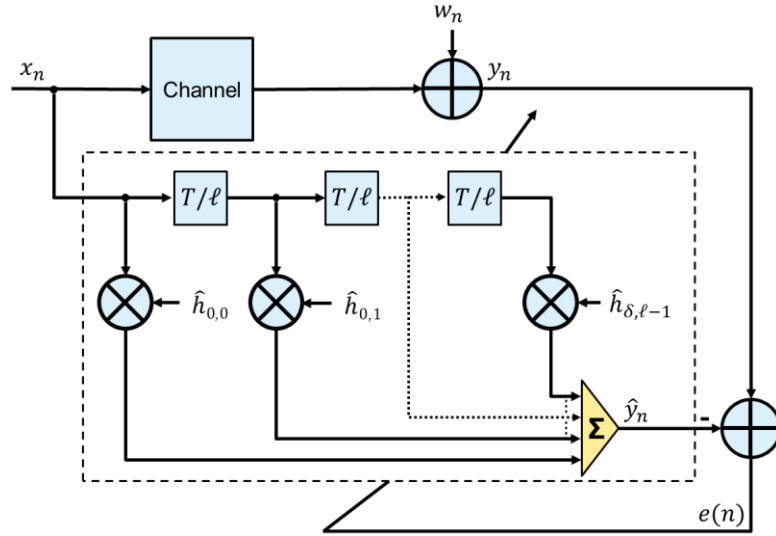 w_n
x_n
Channel
y_n
T/ℓ
T/ℓ
T/ℓ
ĥ_{0,0}
ĥ_{0,1}
ĥ_{δ,ℓ−1}
Σ
ŷ_n
-
e(n)